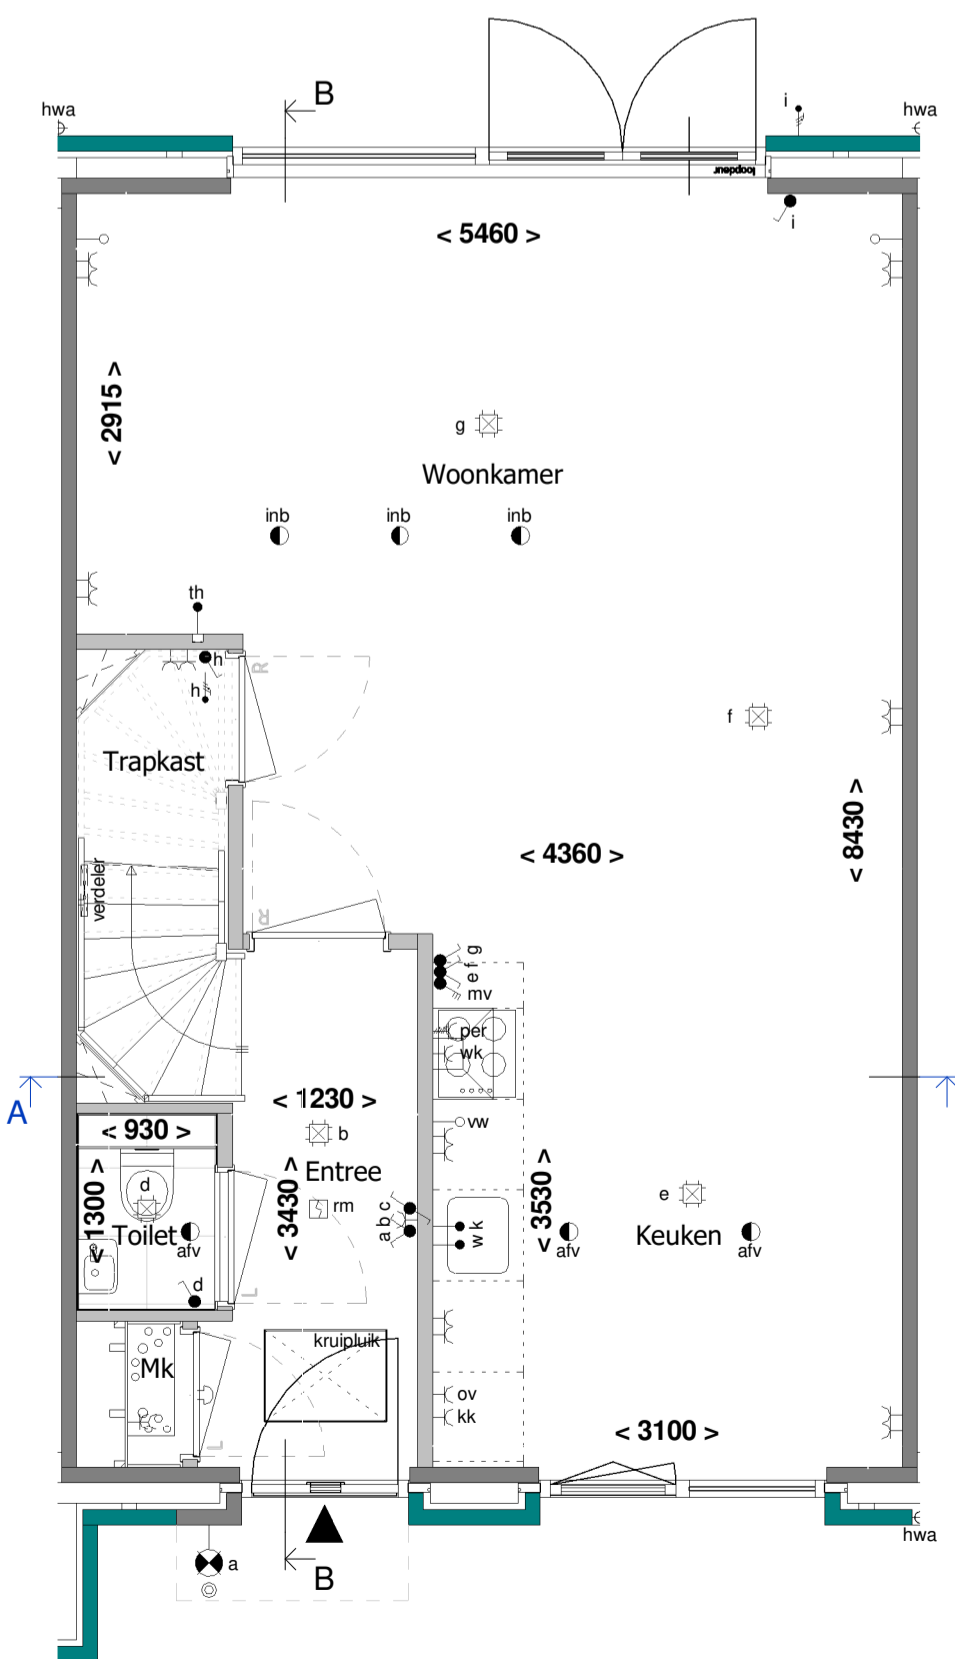 B
hwa
i
hwa
loopdeur
i
< 5460 >
< 2915 >
g
Woonkamer
inb
inb
inb
th
h
R
h
f
Trapkast
< 8430 >
< 4360 >
verdeler
R
g
e f
mv
per
wk
A
< 1230 >
vw
< 930 >
b
Entree
d
< 1300 >
< 3430 >
rm
a b c
w k
< 3530 >
e
Toilet
afv
afv
Keuken
afv
d
L
kruipluik
Mk
ov
kk
< 3100 >
L
hwa
a
B